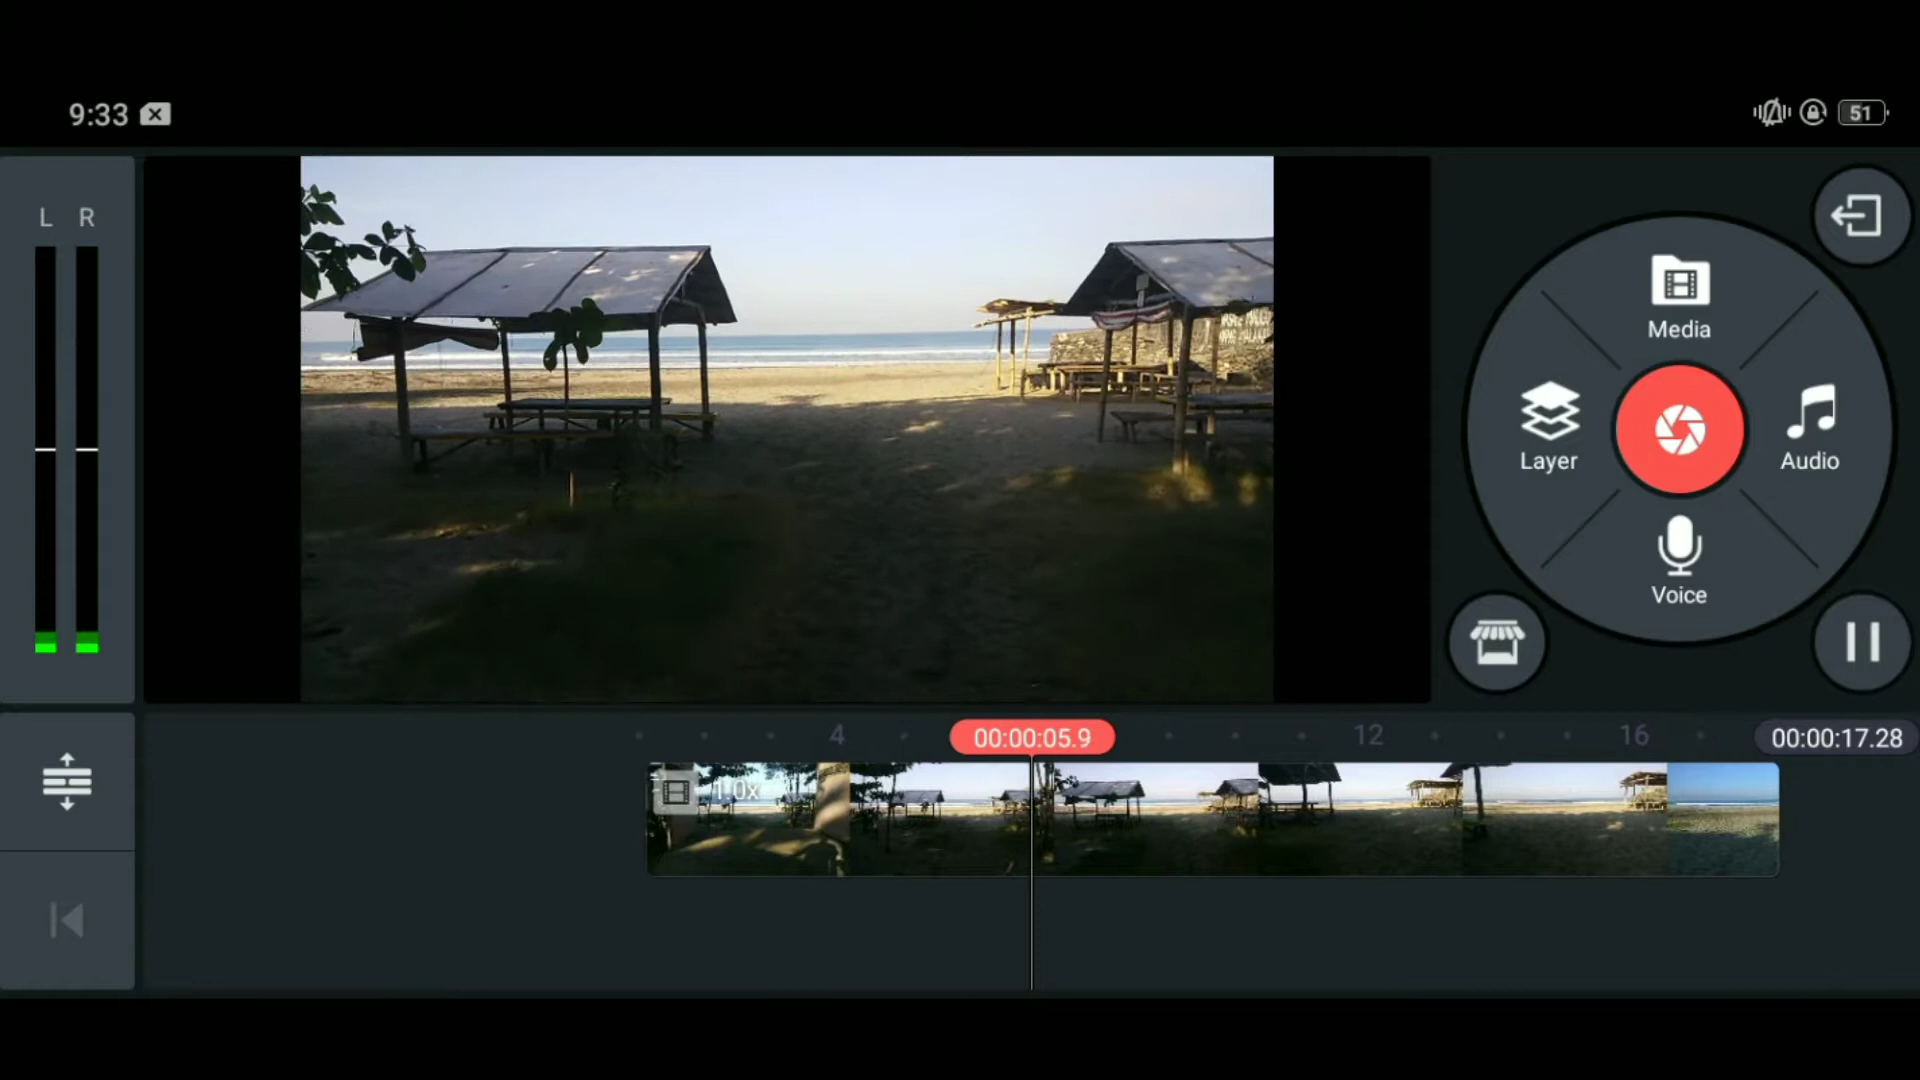 9:33
51
L R
Media
Layer
Audio
Voice
4
00:00:05.9
12
16
00:00:17.28
1.0x